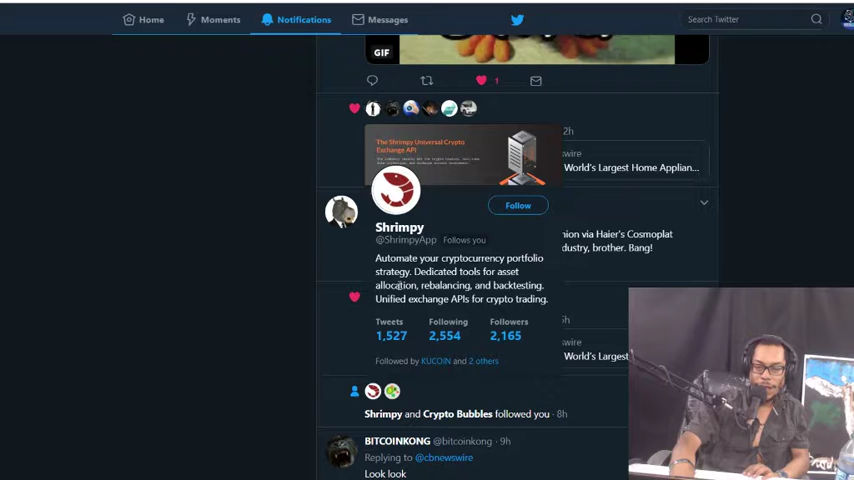 Home
Moments
Notifications
Messages
Search Twitter
GIF
1
The Shrimpy Universal Crypto
Exchange API
2h
swire
World's Largest Home Applian...
Follow
Shrimpy
@ShrimpyApp Follows you
nion via Haier's Cosmoplat
dustry, brother. Bang!
Automate your cryptocurrency portfolio
strategy. Dedicated tools for asset
allocation, rebalancing, and backtesting.
Unified exchange APIs for crypto trading.
Tweets Following Followers
1,527 2,554 2,165
Followed by KUCOIN and 2 others
5h
swire
World's Largest
Shrimpy and Crypto Bubbles followed you · 8h
BITCOINKONG @bitcoinkong · 9h
Replying to @cbnewswire
Look look